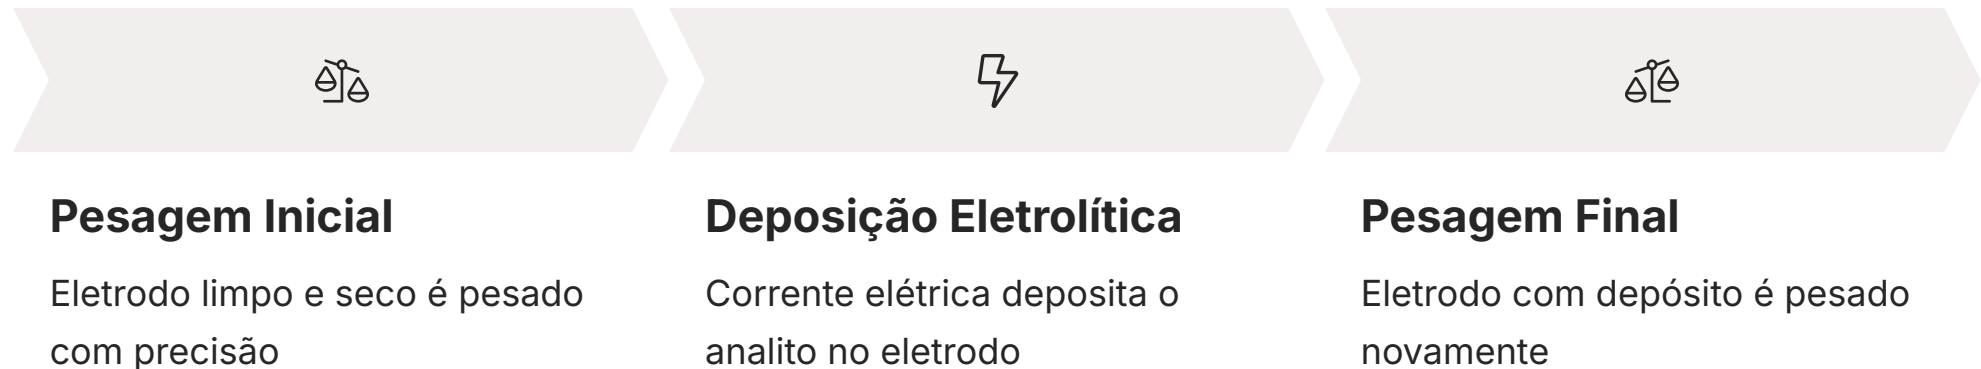 Pesagem Inicial
Eletrodo limpo e seco é pesado
com precisão
Deposição Eletrolítica
Corrente elétrica deposita o
analito no eletrodo
Pesagem Final
Eletrodo com depósito é pesado
novamente